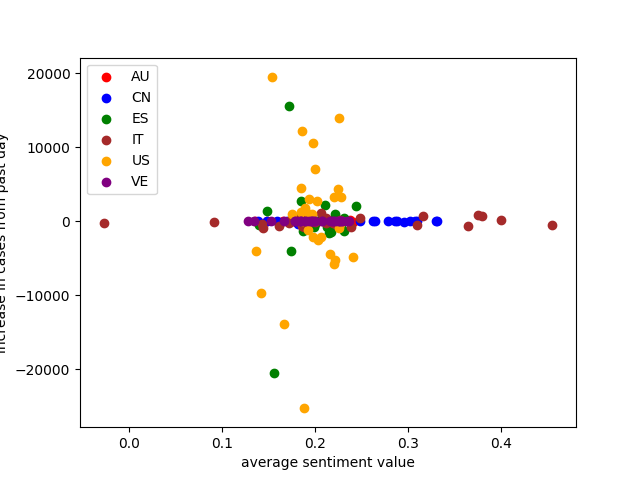 20000
10000
0
−10000
−20000
increase in cases from past day
AU
CN
ES
IT
US
VE
0.0
0.1
0.2
0.3
0.4
average sentiment value